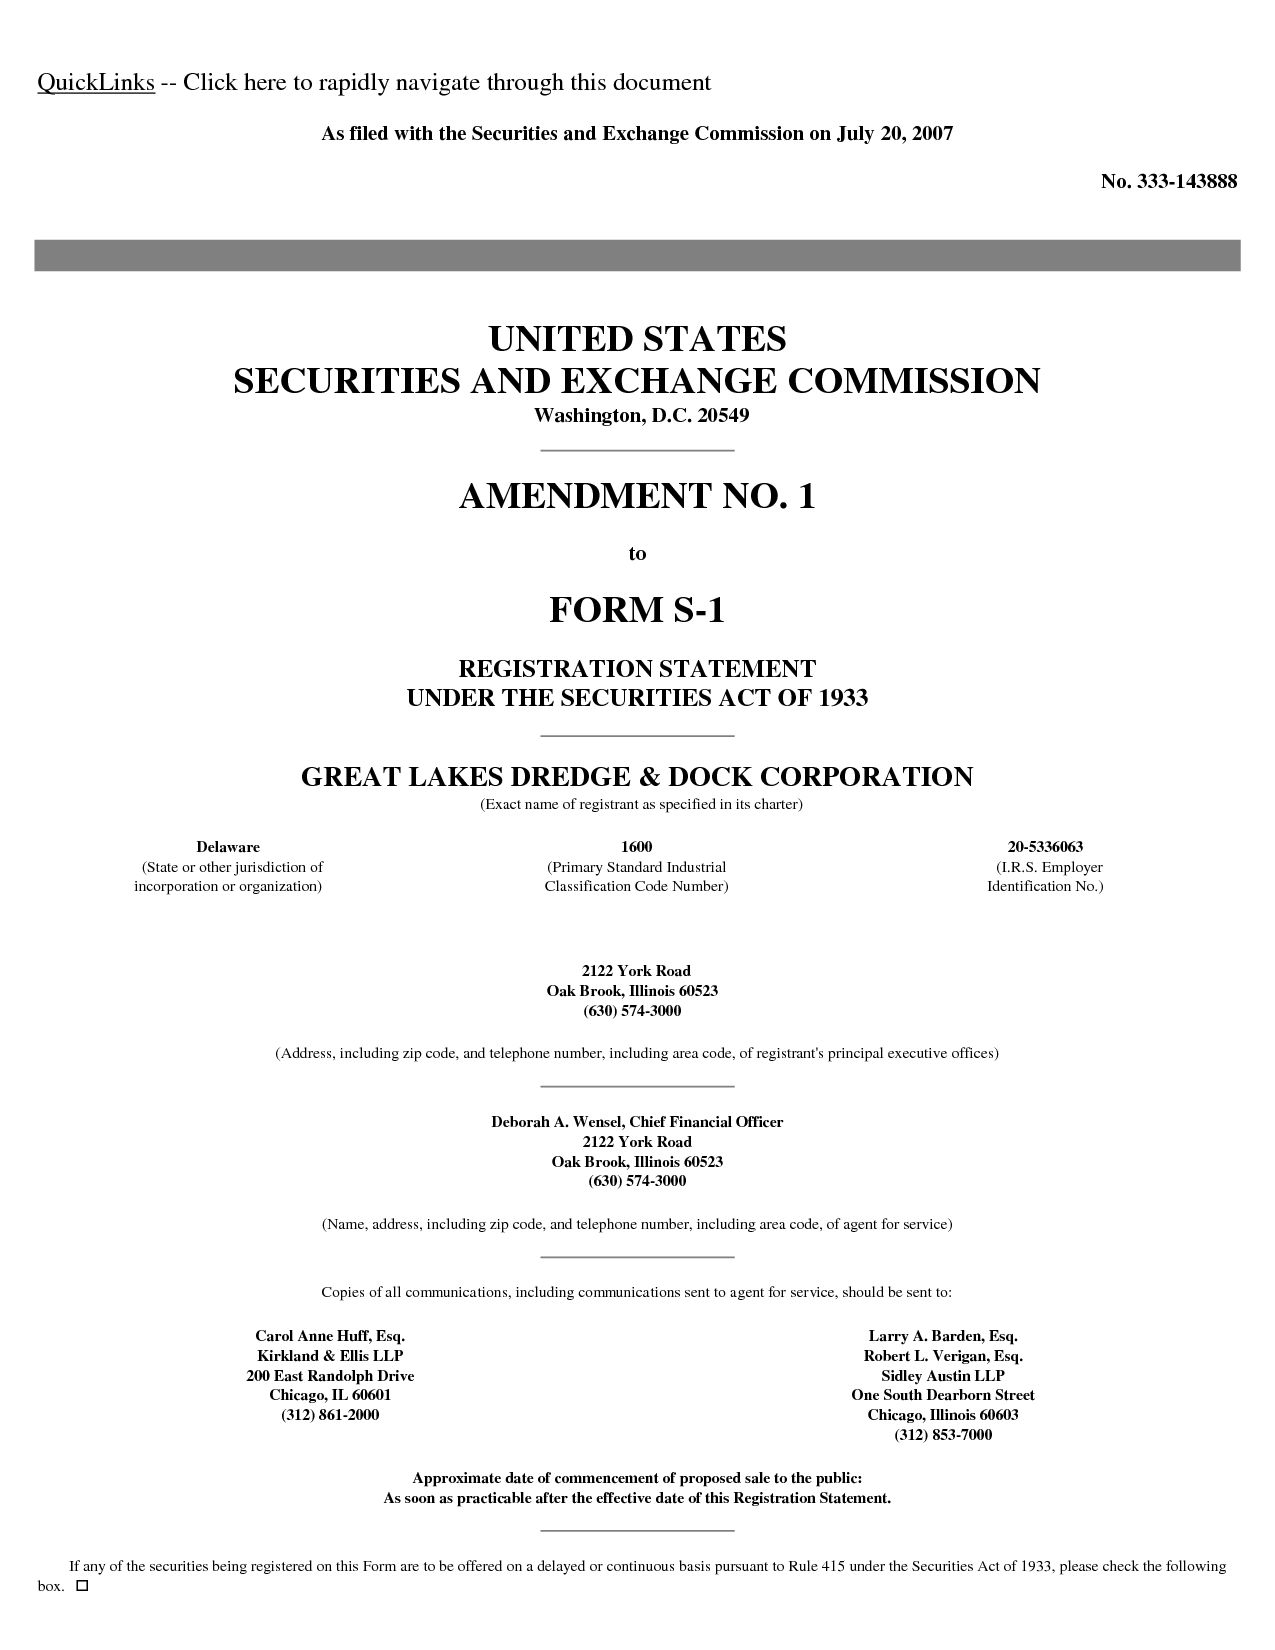 QuickLinks -- Click here to rapidly navigate through this document
As filed with the Securities and Exchange Commission on July 20, 2007
No. 333-143888
UNITED STATES
SECURITIES AND EXCHANGE COMMISSION
Washington, D.C. 20549
AMENDMENT NO. 1
to
FORM S-1
REGISTRATION STATEMENT
UNDER THE SECURITIES ACT OF 1933
GREAT LAKES DREDGE & DOCK CORPORATION
(Exact name of registrant as specified in its charter)
Delaware
(State or other jurisdiction of
incorporation or organization)
1600
(Primary Standard Industrial
Classification Code Number)
20-5336063
(I.R.S. Employer
Identification No.)
2122 York Road
Oak Brook, Illinois 60523
(630) 574-3000
(Address, including zip code, and telephone number, including area code, of registrant's principal executive offices)
Deborah A. Wensel, Chief Financial Officer
2122 York Road
Oak Brook, Illinois 60523
(630) 574-3000
(Name, address, including zip code, and telephone number, including area code, of agent for service)
Copies of all communications, including communications sent to agent for service, should be sent to:
Carol Anne Huff, Esq.
Kirkland & Ellis LLP
200 East Randolph Drive
Chicago, IL 60601
(312) 861-2000
Larry A. Barden, Esq.
Robert L. Verigan, Esq.
Sidley Austin LLP
One South Dearborn Street
Chicago, Illinois 60603
(312) 853-7000
Approximate date of commencement of proposed sale to the public:
As soon as practicable after the effective date of this Registration Statement.
If any of the securities being registered on this Form are to be offered on a delayed or continuous basis pursuant to Rule 415 under the Securities Act of 1933, please check the following
box. ☐